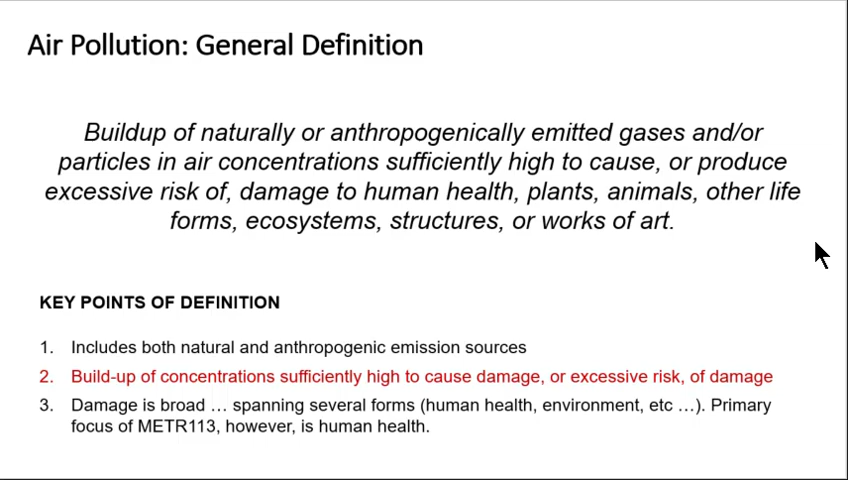 Air Pollution: General Definition
Buildup of naturally or anthropogenically emitted gases and/or
particles in air concentrations sufficiently high to cause, or produce
excessive risk of, damage to human health, plants, animals, other life
forms, ecosystems, structures, or works of art.
KEY POINTS OF DEFINITION
1. Includes both natural and anthropogenic emission sources
2. Build-up of concentrations sufficiently high to cause damage, or excessive risk, of damage
3. Damage is broad … spanning several forms (human health, environment, etc …). Primary
focus of METR113, however, is human health.